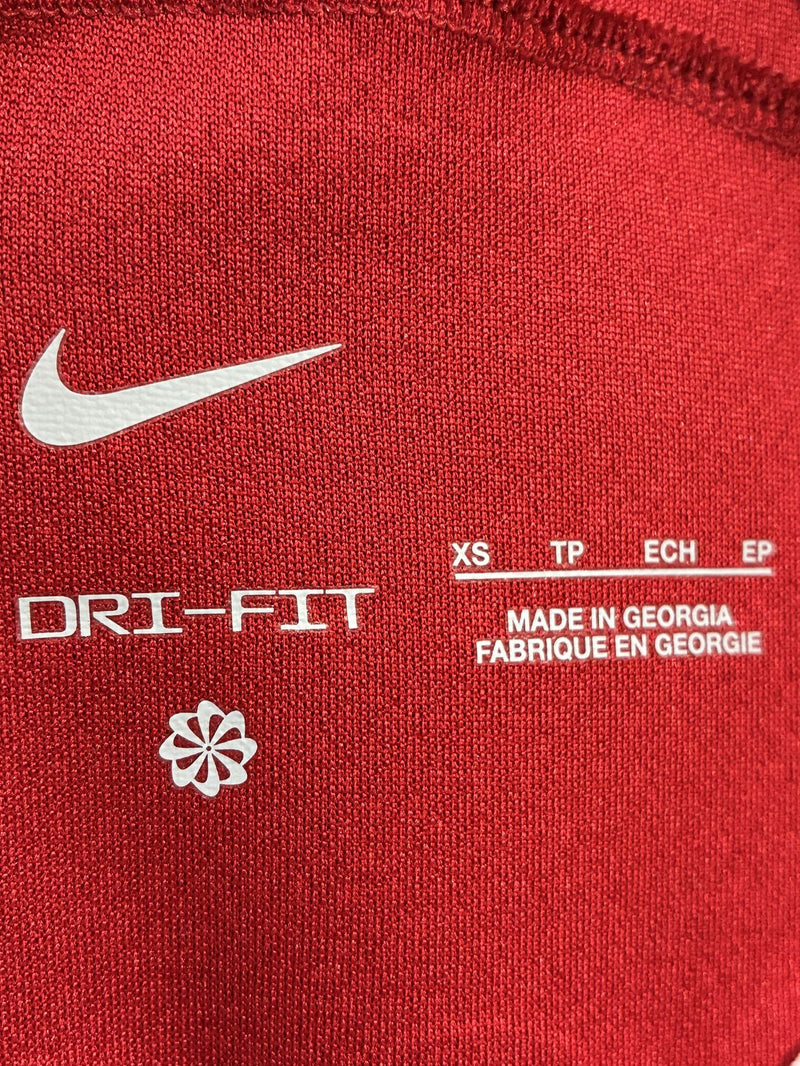 DRI-FIT
XS TP ECH EP
MADE IN GEORGIA
FABRIQUE EN GEORGIE